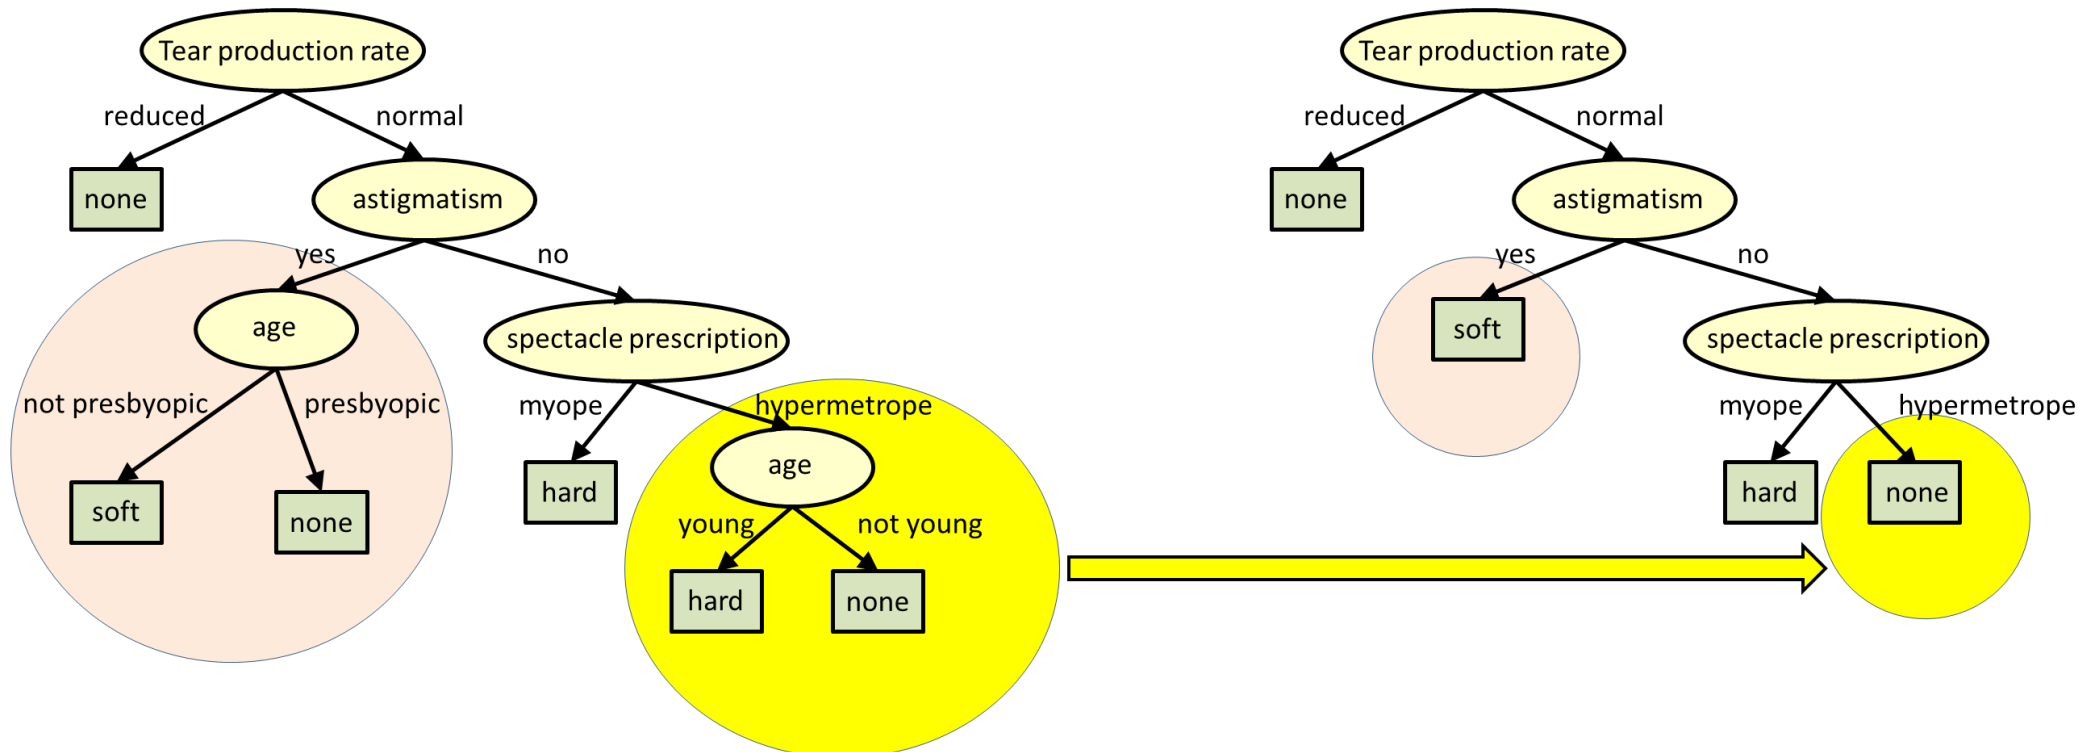 Tear production rate
reduced
normal
none
astigmatism
yes
no
age
spectacle prescription
not presbyopic
presbyopic
myope
hypermetrope
soft
none
hard
age
young
not young
hard
none
Tear production rate
reduced
normal
none
astigmatism
yes
no
soft
spectacle prescription
myope
hypermetrope
hard
none